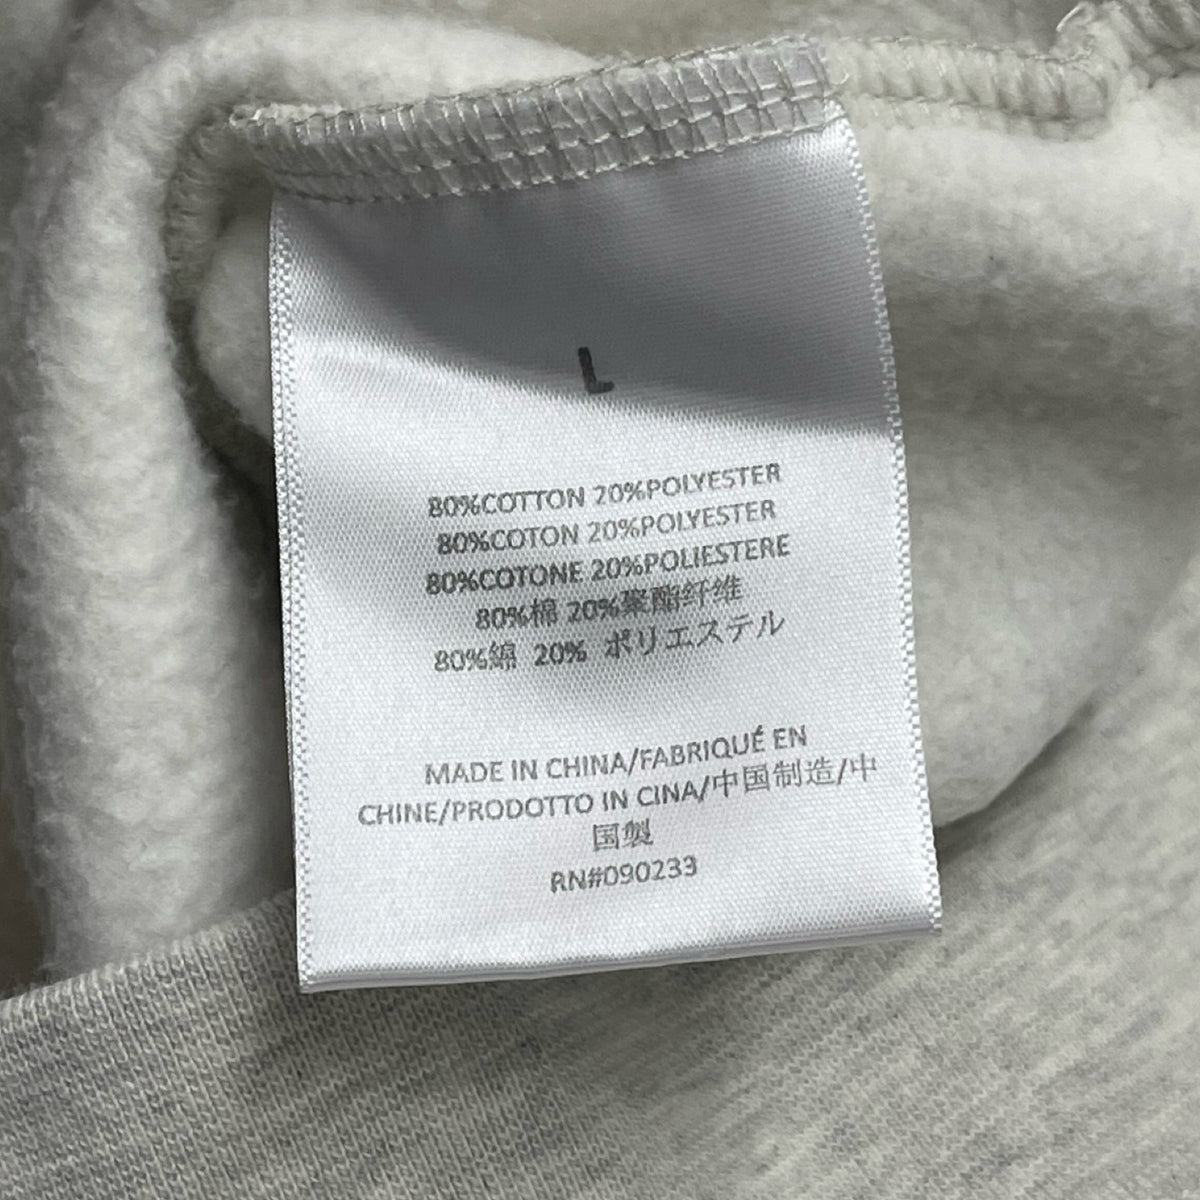 L
80%COTTON 20%POLYESTER
80%COTON 20%POLYESTER
80%COTONE 20%POLIESTERE
80%棉 20%聚酯纤维
80%綿 20% ポリエステル
MADE IN CHINA/FABRIQUÉ EN
CHINE/PRODOTTO IN CINA/中国制造/中
国製
RN#090233